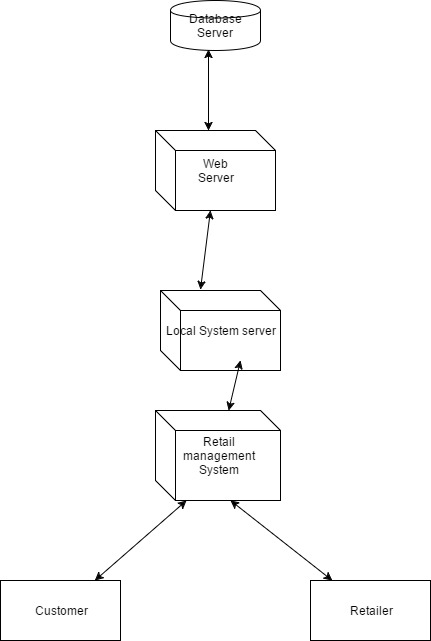 Database
Server
Web
Server
Local System server
Retail
management
System
Customer
Retailer